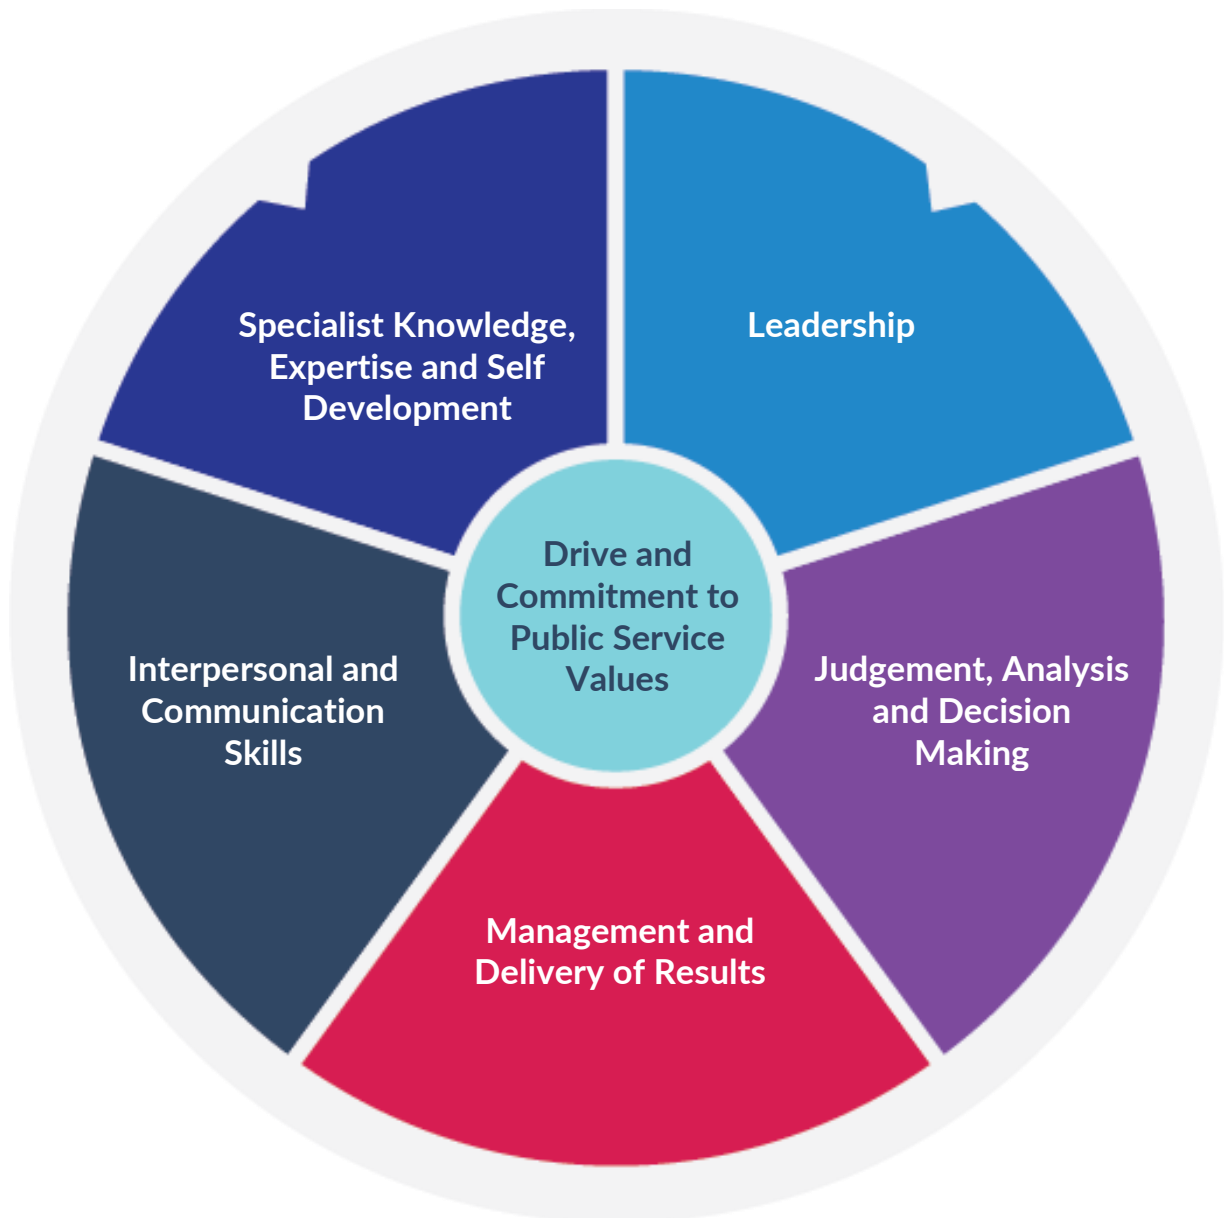 Specialist Knowledge,
Expertise and Self
Development
Leadership
Drive and
Commitment to
Public Service
Values
Interpersonal and
Communication
Skills
Judgement, Analysis
and Decision
Making
Management and
Delivery of Results